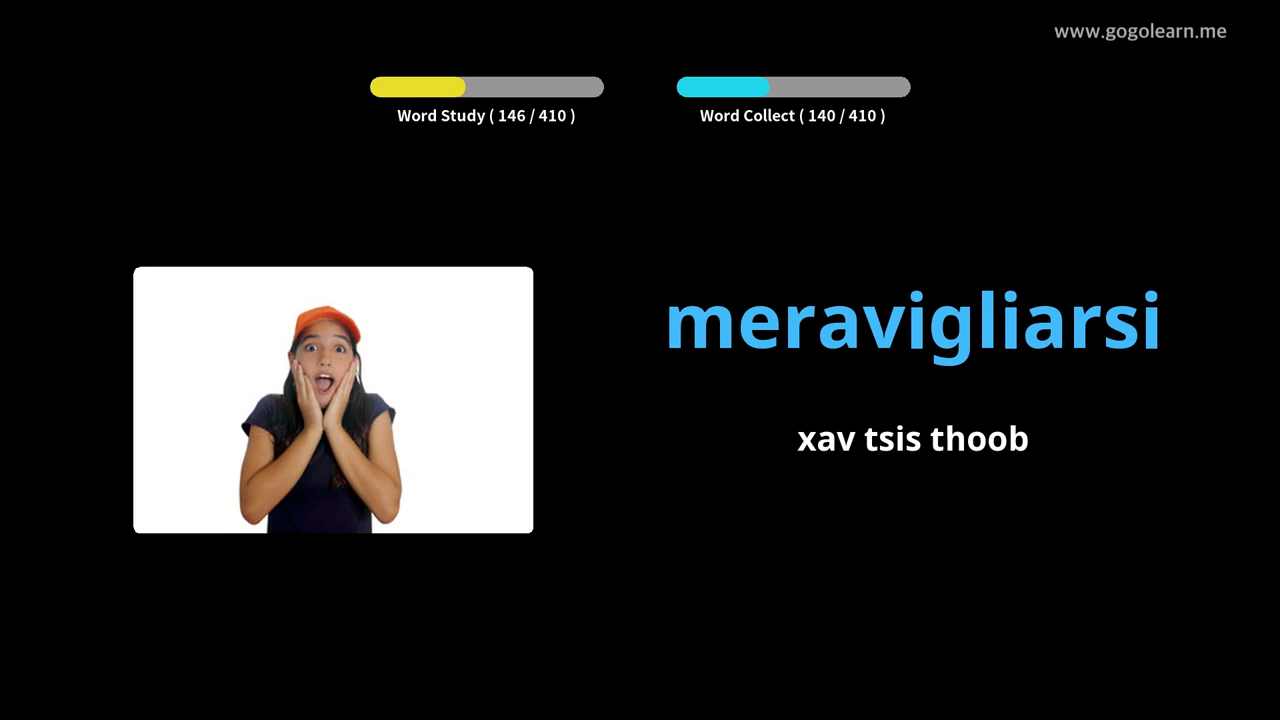 www.gogolearn.me
Word Study ( 146 / 410 )
Word Collect ( 140 / 410 )
meravigliarsi
xav tsis thoob